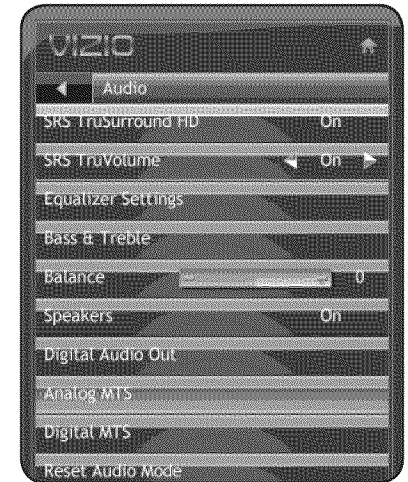 VIZIO
Audio
SRS TruSurround HD On
SRS TruVolume On
Equalizer Settings
Bass & Treble
Balance 0
Speakers On
Digital Audio Out
Analog MTS
Digital MTS
Reset Audio Mode